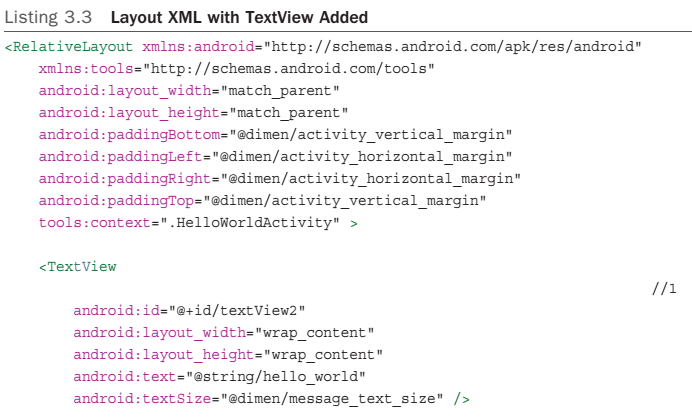 Listing 3.3 Layout XML with TextView Added
<RelativeLayout xmlns:android="http://schemas.android.com/apk/res/android"
    xmlns:tools="http://schemas.android.com/tools"
    android:layout_width="match_parent"
    android:layout_height="match_parent"
    android:paddingBottom="@dimen/activity_vertical_margin"
    android:paddingLeft="@dimen/activity_horizontal_margin"
    android:paddingRight="@dimen/activity_horizontal_margin"
    android:paddingTop="@dimen/activity_vertical_margin"
    tools:context=".HelloWorldActivity" >
    <TextView
//1
        android:id="@+id/textView2"
        android:layout_width="wrap_content"
        android:layout_height="wrap_content"
        android:text="@string/hello_world"
        android:textSize="@dimen/message_text_size" />